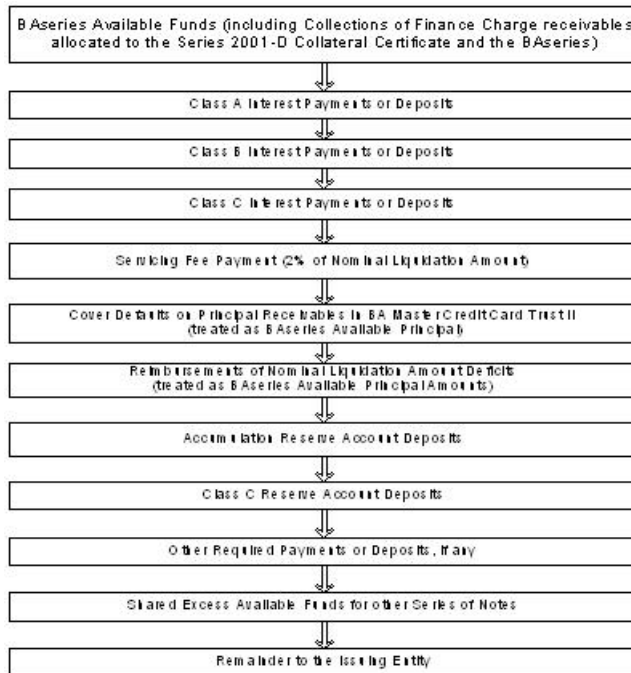 BAseries Available Funds (including Collections of Finance Charge receivables
allocated to the Series 2001-D Collateral Certificate and the BAseries)
Class A Interest Payments or Deposits
Class B Interest Payments or Deposits
Class C Interest Payments or Deposits
Servicing Fee Payment (2% of Nominal Liquidation Amount)
Cover Defaults on Principal Receivables in BA Master Credit Card Trust II
(treated as BAseries Available Principal)
Reimbursements of Nominal Liquidation Amount Deficits
(treated as BAseries Available Principal Amounts)
Accumulation Reserve Account Deposits
Class C Reserve Account Deposits
Other Required Payments or Deposits, if any
Shared Excess Available Funds for other Series of Notes
Remainder to the Issuing Entity